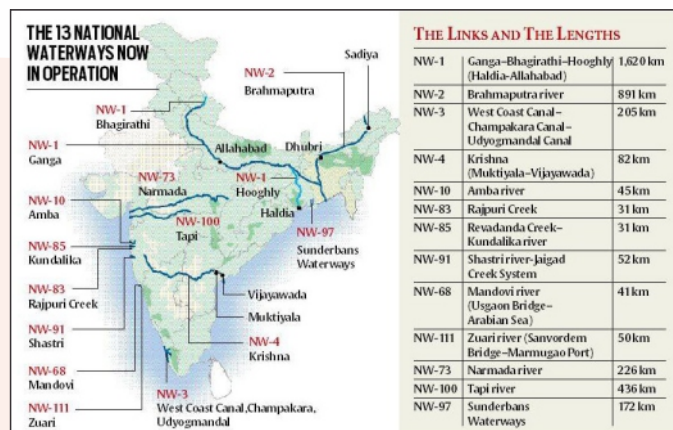 THE 13 NATIONAL
WATERWAYS NOW
IN OPERATION
Sadiya
NW-2
Brahmaputra
NW-1
Bhagirathi
NW-1
Ganga
Allahabad
Dhubri
NW-73
Narmada
NW-1
Hooghly
NW-10
Amba
NW-100
Tapi
Haldia
NW-97
Sunderbans
Waterways
NW-85
Kundalika
NW-83
Rajpuri Creek
Vijayawada
Muktiyala
NW-91
Shastri
NW-4
Krishna
NW-68
Mandovi
NW-3
West Coast Canal,Champakara,
Udyogmandal
NW-111
Zuari
THE LINKS AND THE LENGTHS
NW-1 Ganga–Bhagirathi–Hooghly 1,620 km
(Haldia-Allahabad)
NW-2 Brahmaputra river 891 km
NW-3 West Coast Canal– 205 km
Champakara Canal–
Udyogmandal Canal
NW-4 Krishna 82 km
(Muktiyala–Vijayawada)
NW-10 Amba river 45 km
NW-83 Rajpuri Creek 31 km
NW-85 Revadanda Creek– 31 km
Kundalika river
NW-91 Shastri river-Jaigad 52 km
Creek System
NW-68 Mandovi river 41 km
(Usgaon Bridge–
Arabian Sea)
NW-111 Zuari river (Sanvordem 50 km
Bridge–Marmugao Port)
NW-73 Narmada river 226 km
NW-100 Tapi river 436 km
NW-97 Sunderbans 172 km
Waterways